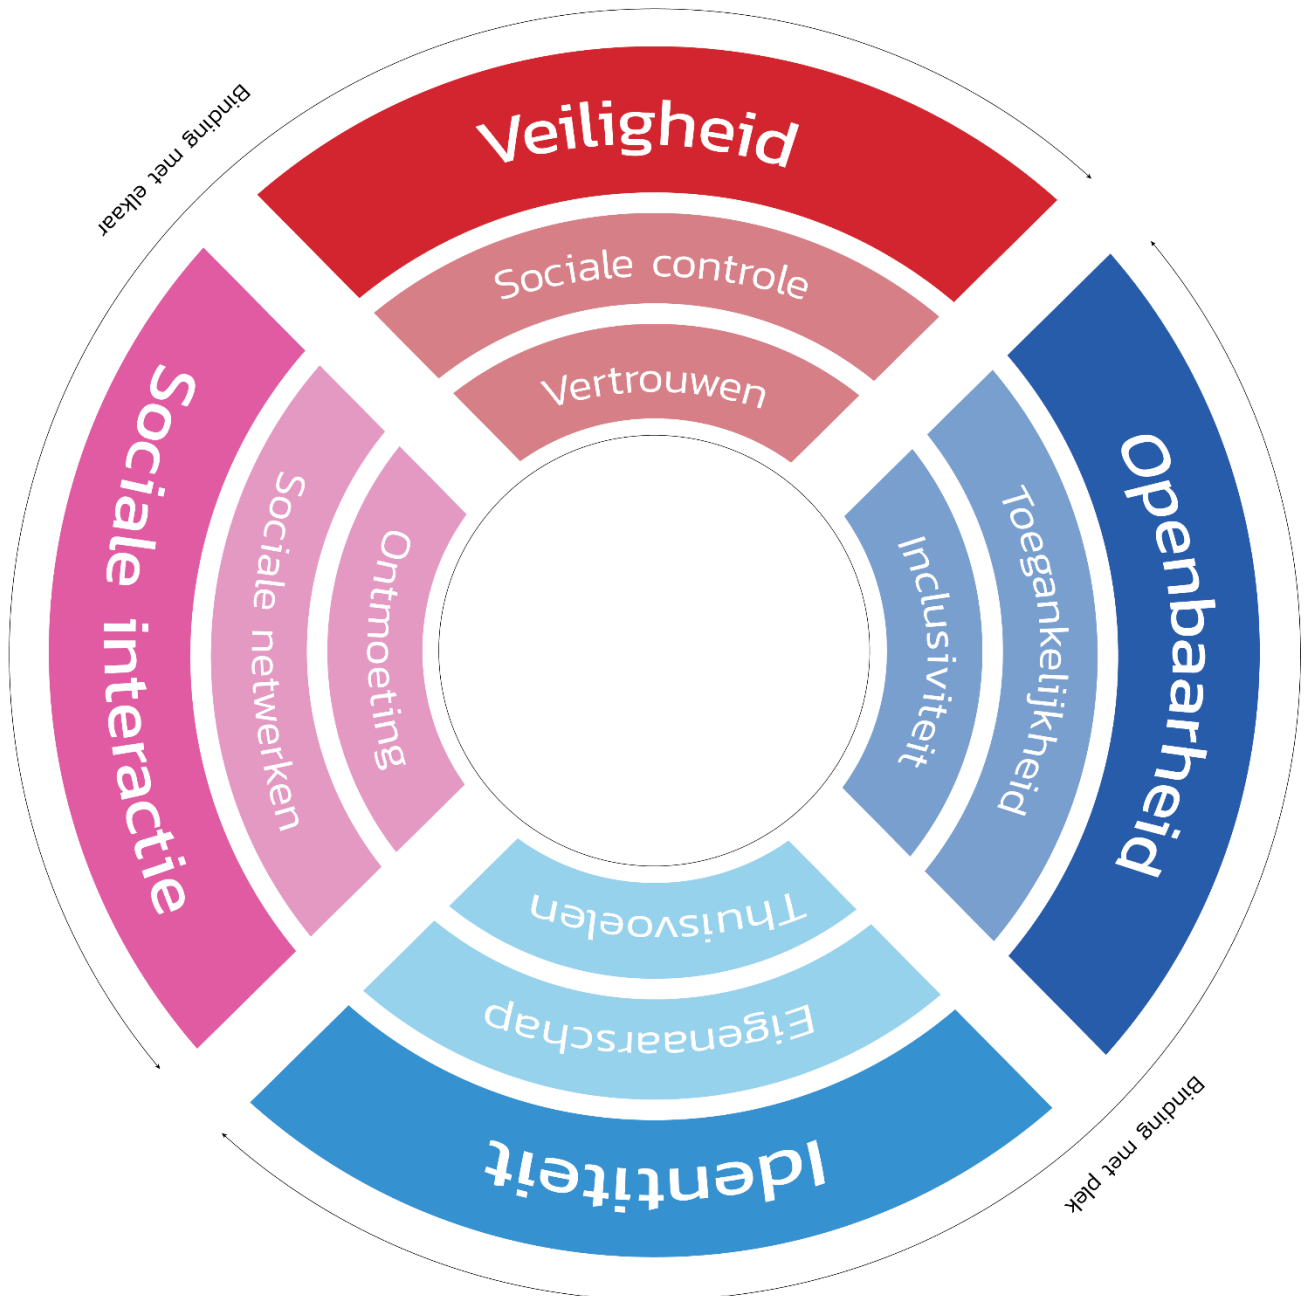 Binding met elkaar
Veiligheid
Sociale controle
Vertrouwen
Openbaarheid
Toegankelijkheid
Inclusiviteit
Sociale interactie
Sociale netwerken
Ontmoeting
Thuisvoelen
Eigenaarschap
Identiteit
Binding met plek